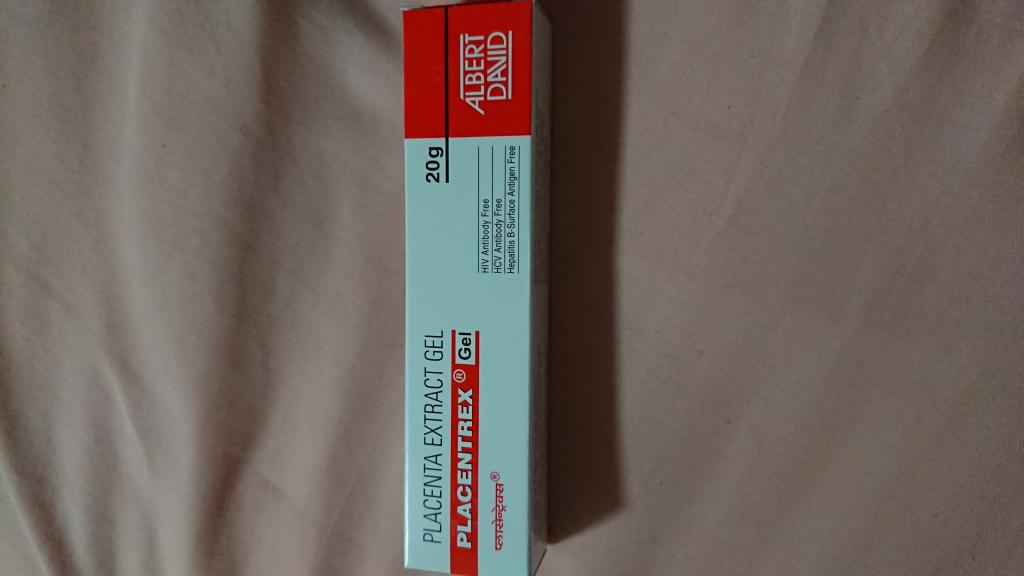 PLACENTA EXTRACT GEL
20g
PLACENTREX® Gel
प्लासेन्ट्रेक्स®
HIV Antibody Free
HCV Antibody Free
Hepatitis B-Surface Antigen Free
ALBERT
DAVID